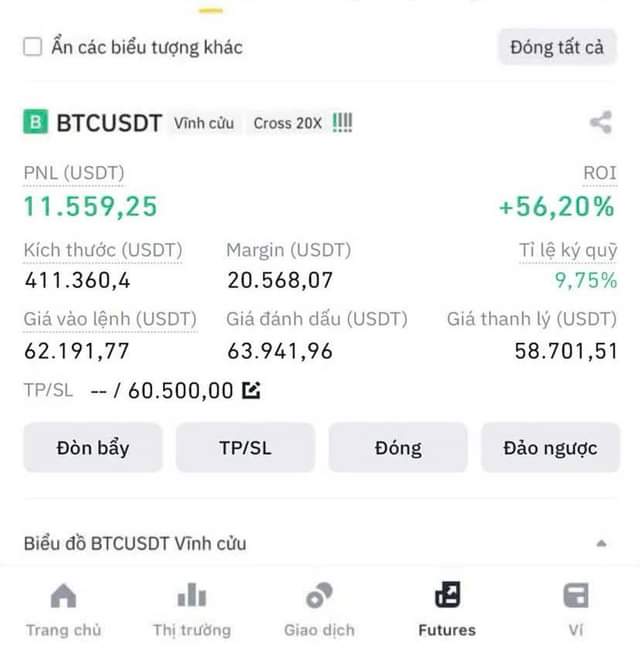 Ẩn các biểu tượng khác Đóng tất cả
B BTCUSDT Vĩnh cửu Cross 20X !!!!
PNL (USDT) ROI
11.559,25 +56,20%
Kích thước (USDT) Margin (USDT) Tỉ lệ ký quỹ
411.360,4 20.568,07 9,75%
Giá vào lệnh (USDT) Giá đánh dấu (USDT) Giá thanh lý (USDT)
62.191,77 63.941,96 58.701,51
TP/SL -- / 60.500,00
Đòn bẩy TP/SL Đóng Đảo ngược
Biểu đồ BTCUSDT Vĩnh cửu
Trang chủ Thị trường Giao dịch Futures Ví